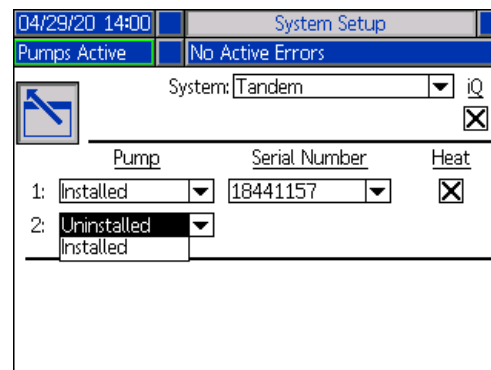 04/29/20 14:00 System Setup
Pumps Active No Active Errors
System: Tandem iQ
Pump Serial Number Heat
1: Installed 18441157
2: Uninstalled
Installed